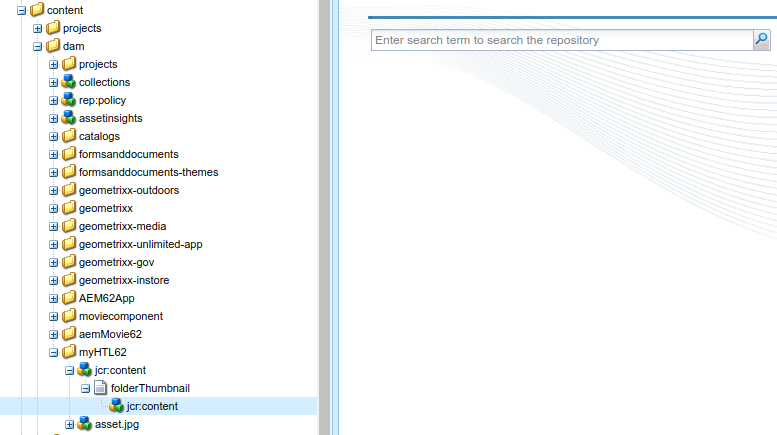 content
projects
dam
projects
collections
rep:policy
assetinsights
catalogs
formsanddocuments
formsanddocuments-themes
geometrixx-outdoors
geometrixx
geometrixx-media
geometrixx-unlimited-app
geometrixx-gov
geometrixx-instore
AEM62App
moviecomponent
aemMovie62
myHTL62
jcr:content
folderThumbnail
jcr:content
asset.jpg
Enter search term to search the repository